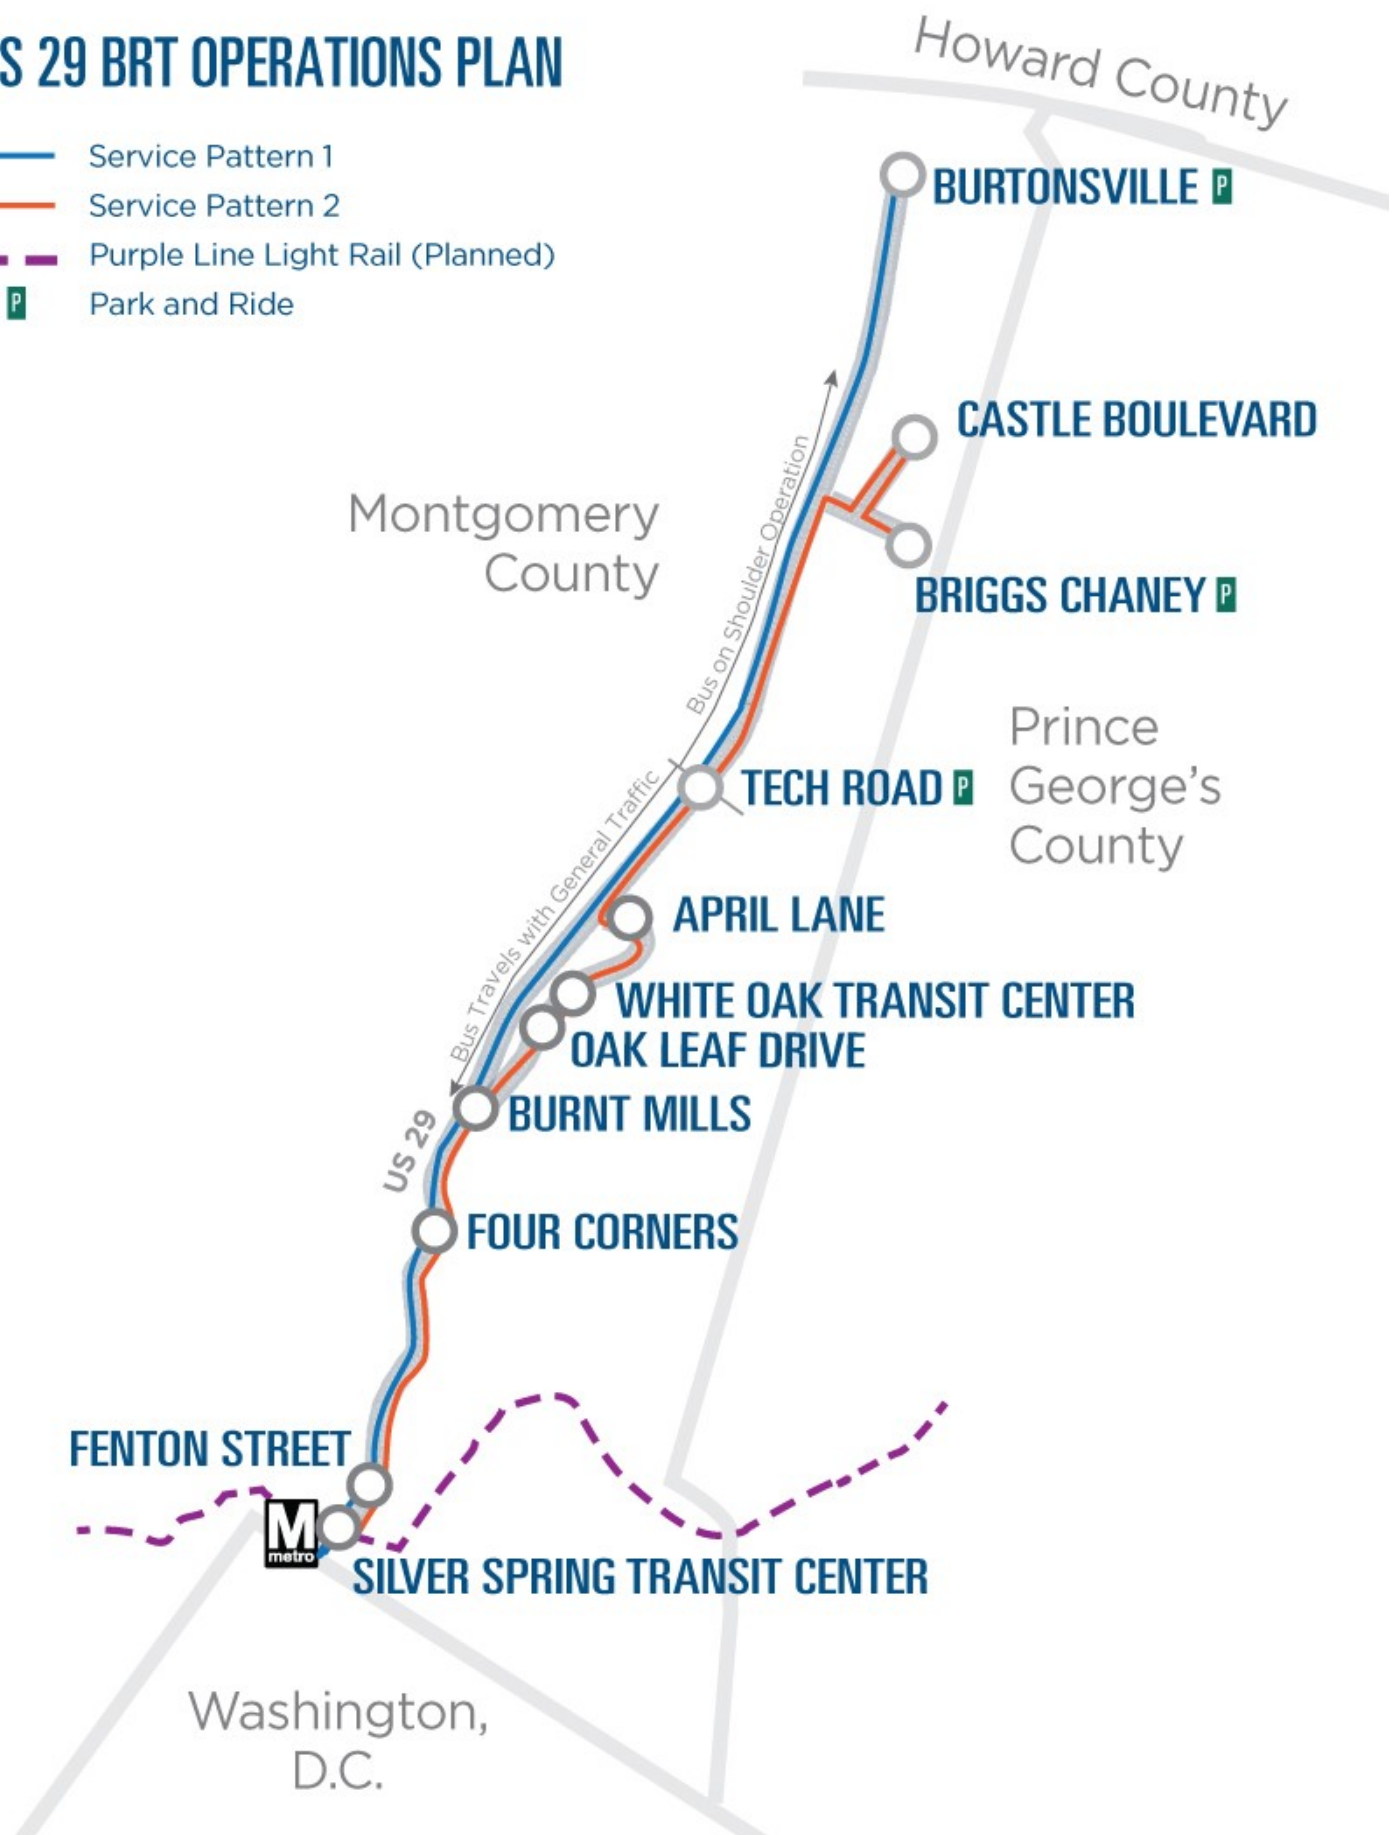 S 29 BRT OPERATIONS PLAN
Service Pattern 1
Service Pattern 2
Purple Line Light Rail (Planned)
P
Park and Ride
Howard County
BURTONSVILLE P
CASTLE BOULEVARD
Montgomery
County
Bus on Shoulder Operation
BRIGGS CHANEY P
Prince
George's
County
TECH ROAD P
Bus Travels with General Traffic
APRIL LANE
WHITE OAK TRANSIT CENTER
OAK LEAF DRIVE
BURNT MILLS
US 29
FOUR CORNERS
FENTON STREET
M
metro
SILVER SPRING TRANSIT CENTER
Washington,
D.C.